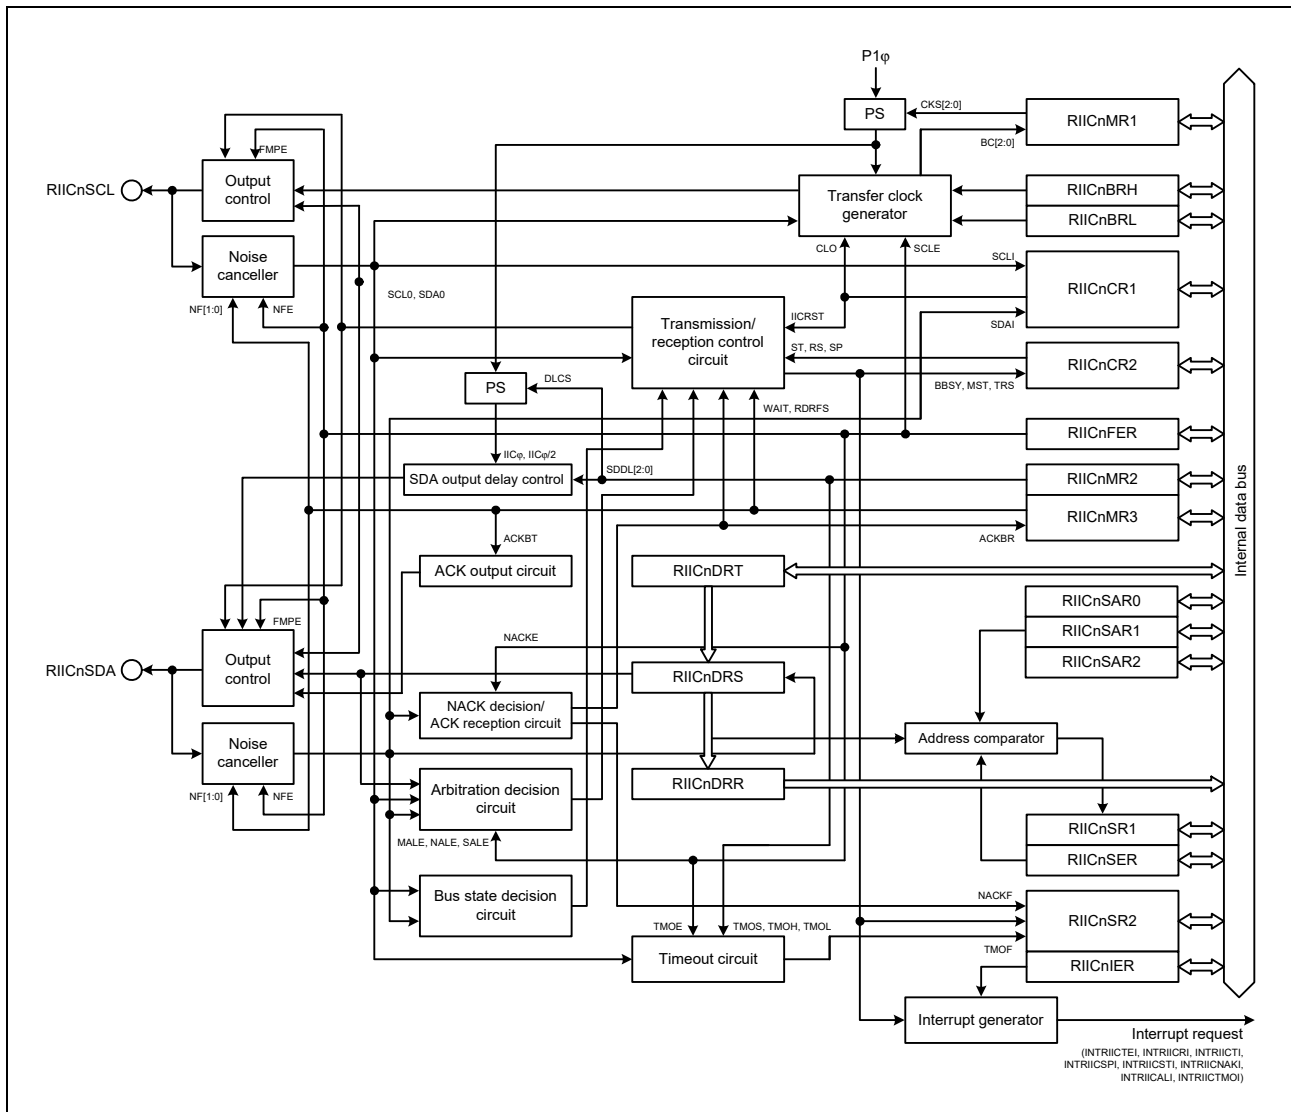 P1φ
PS
CKS[2:0]
RIICnMR1
BC[2:0]
FMPE
RIICnSCL
Output
control
Transfer clock
generator
RIICnBRH
RIICnBRL
Noise
canceller
CLO
SCLE
SCLI
RIICnCR1
SCL0, SDA0
NF[1:0]
NFE
Transmission/
reception control
circuit
IICRST
SDAI
ST, RS, SP
RIICnCR2
BBSY, MST, TRS
PS
DLCS
WAIT, RDRFS
RIICnFER
IICφ, IICφ/2
SDA output delay control
SDDL[2:0]
RIICnMR2
RIICnMR3
ACKBT
ACKBR
ACK output circuit
RIICnDRT
RIICnSAR0
RIICnSAR1
RIICnSAR2
Internal data bus
FMPE
NACKE
RIICnSDA
Output
control
RIICnDRS
NACK decision/
ACK reception circuit
Noise
canceller
Address comparator
NF[1:0]
NFE
Arbitration decision
circuit
RIICnDRR
MALE, NALE, SALE
RIICnSR1
RIICnSER
Bus state decision
circuit
NACKF
RIICnSR2
TMOE
TMOS, TMOH, TMOL
TMOF
Timeout circuit
RIICnIER
Interrupt generator
Interrupt request
(INTRIICTEI, INTRIICRI, INTRIICTI,
INTRIICSPI, INTRIICSTI, INTRIICNAKI,
INTRIICALI, INTRIICTMOI)